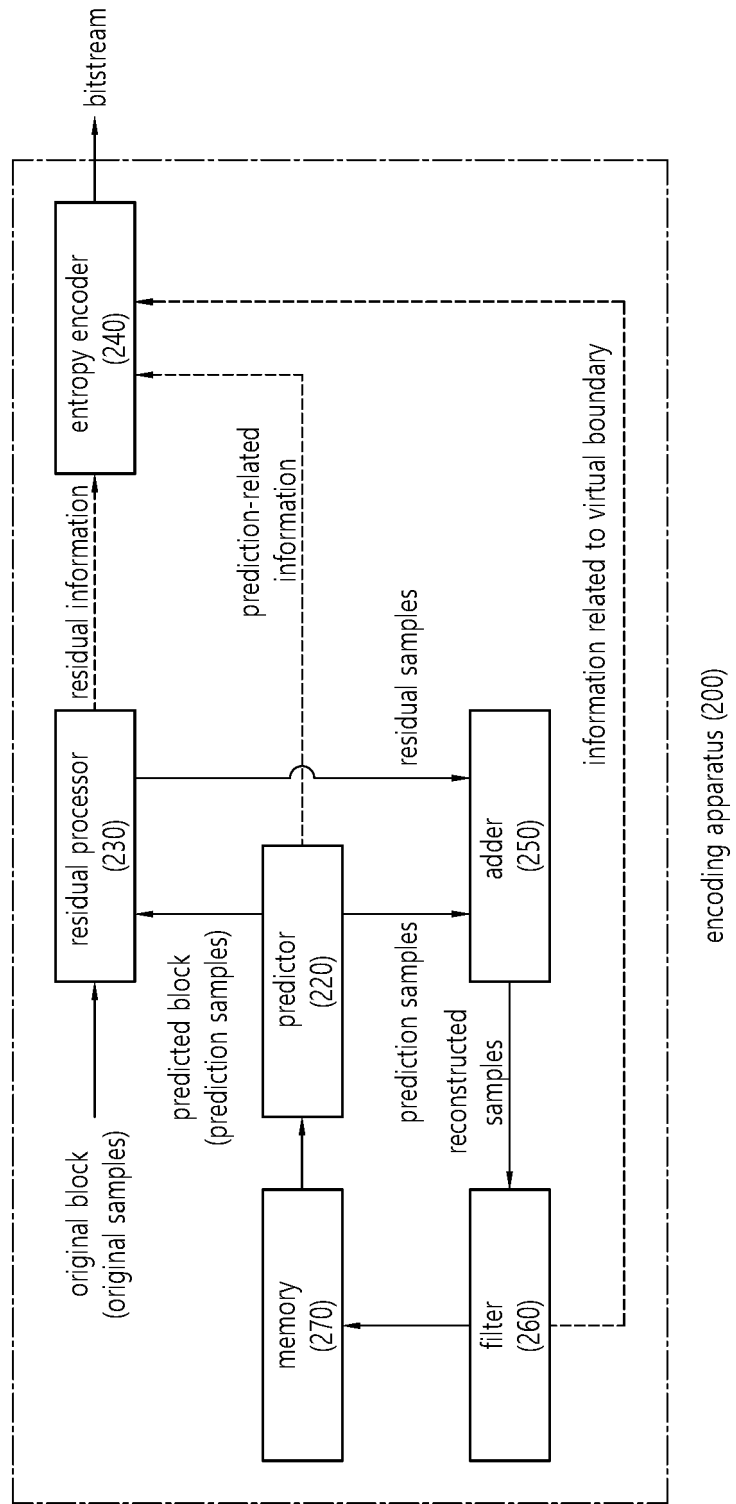 original block
(original samples)
residual processor
(230)
residual information
entropy encoder
(240)
bitstream
predicted block
(prediction samples)
prediction-related
information
memory
(270)
predictor
(220)
prediction samples
residual samples
reconstructed
samples
filter
(260)
adder
(250)
information related to virtual boundary
encoding apparatus (200)